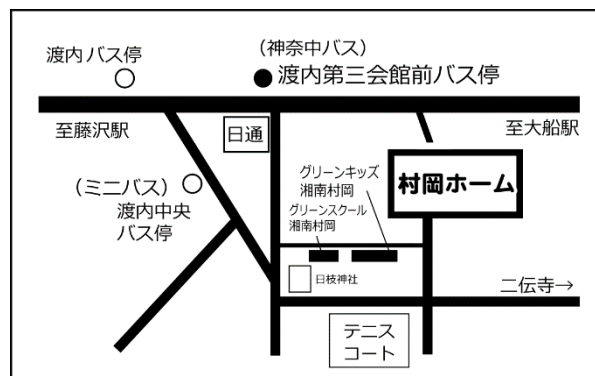 渡内バス停
(神奈中バス)
渡内第三会館前バス停
至藤沢駅
日通
至大船駅
(ミニバス)
渡内中央
バス停
グリーンキッズ
湘南村岡
グリーンスクール
湘南村岡
村岡ホーム
日枝神社
二伝寺→
テニス
コート